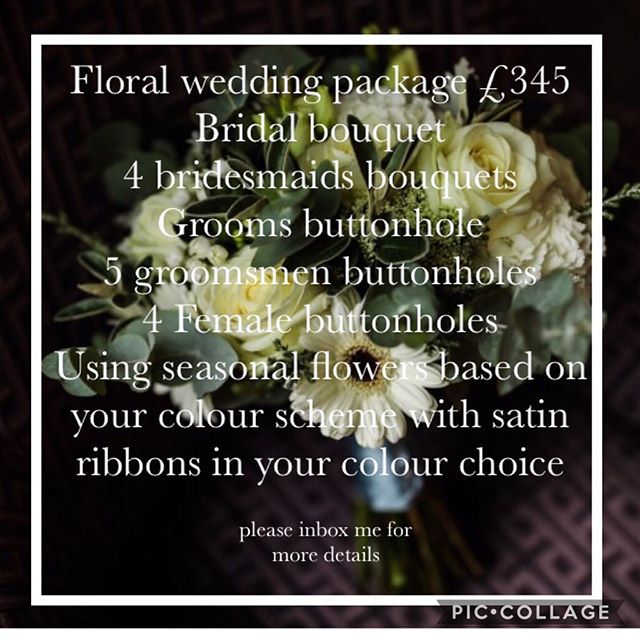 Floral wedding package £345
Bridal bouquet
4 bridesmaids bouquets
Grooms buttonhole
5 groomsmen buttonholes
4 Female buttonholes
Using seasonal flowers based on
your colour scheme with satin
ribbons in your colour choice
please inbox me for
more details
PIC•COLLAGE